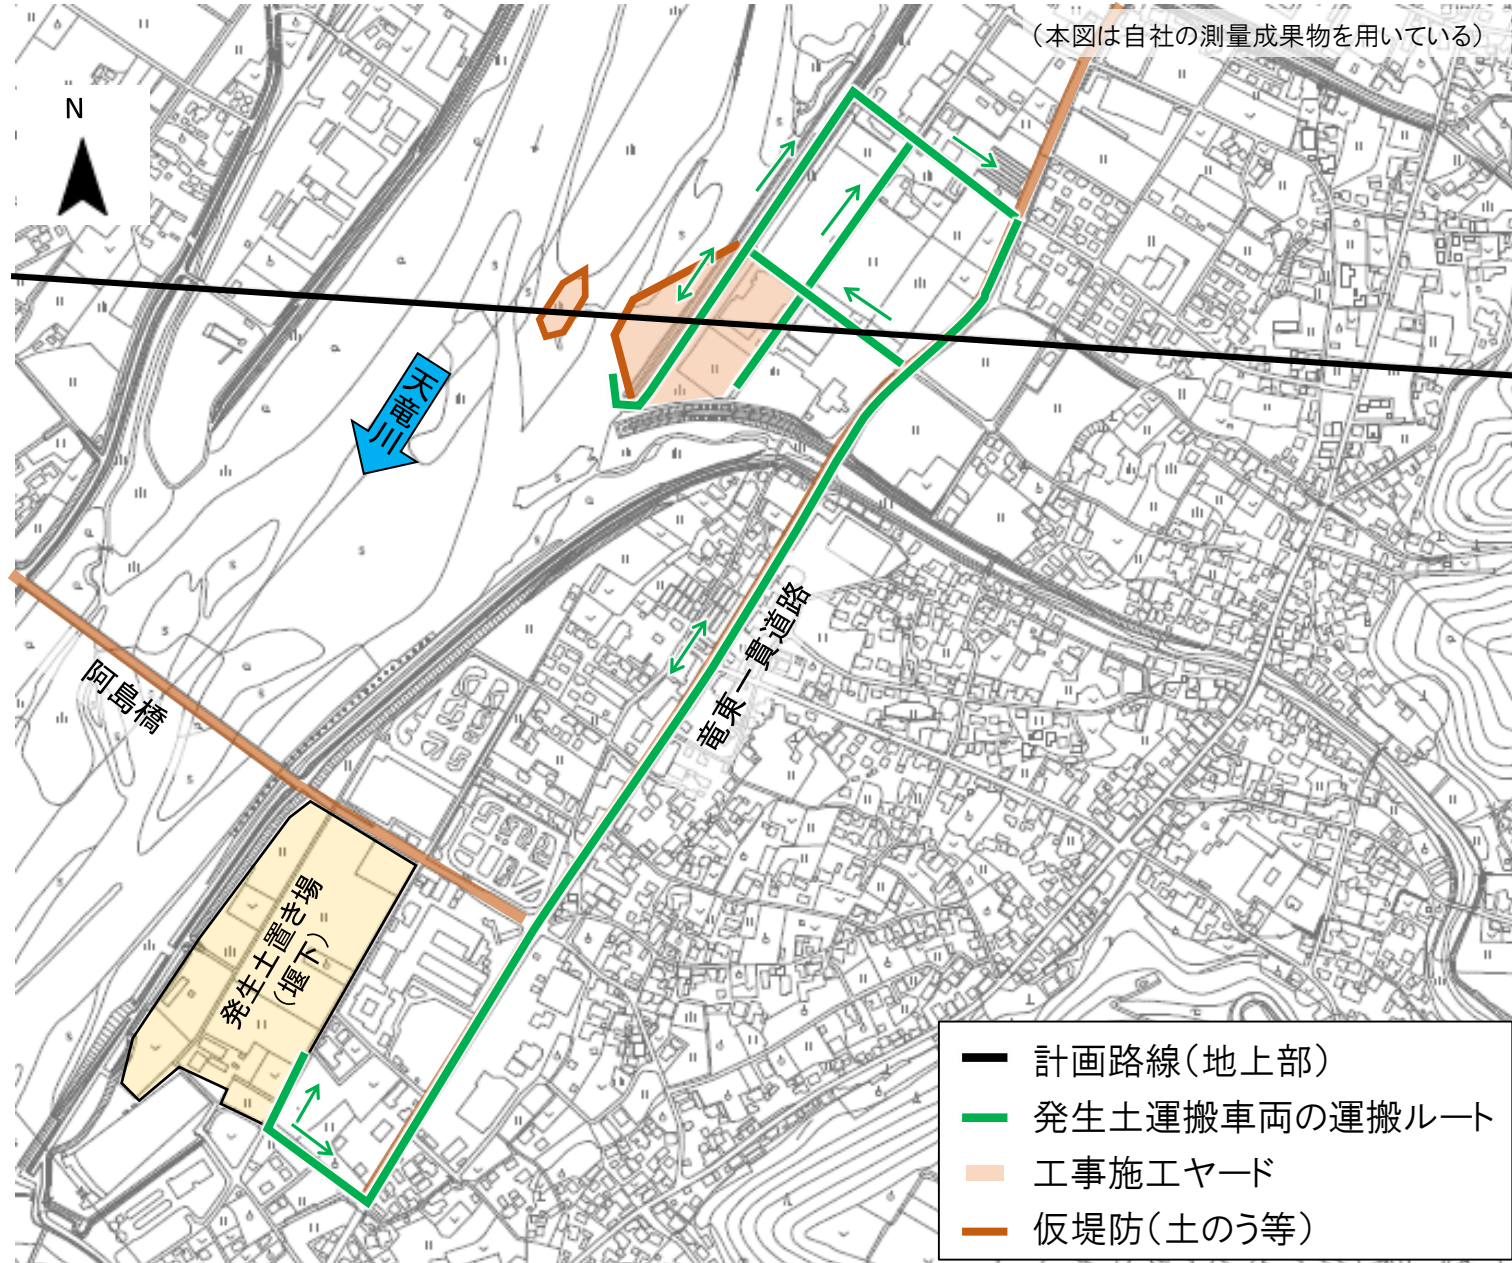 （本図は自社の測量成果物を用いている）
N
天竜川
竜東一貫道路
阿島橋
発生土置き場
（堰下）
計画路線（地上部）
発生土運搬車両の運搬ルート
工事施工ヤード
仮堤防（土のう等）